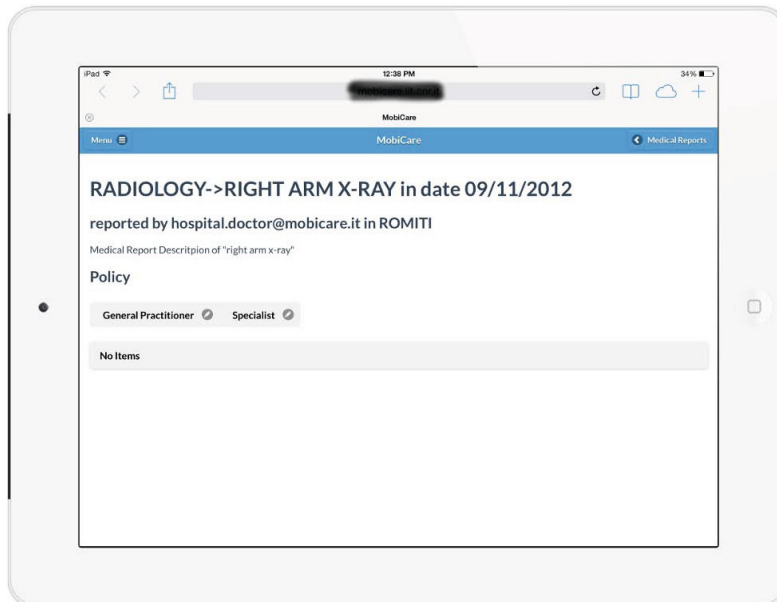 iPad 12:38 PM 34%
MobiCare
Menu MobiCare Medical Reports
RADIOLOGY->RIGHT ARM X-RAY in date 09/11/2012
reported by hospital.doctor@mobicare.it in ROMITI
Medical Report Descritpion of "right arm x-ray"
Policy
General Practitioner Specialist
No Items